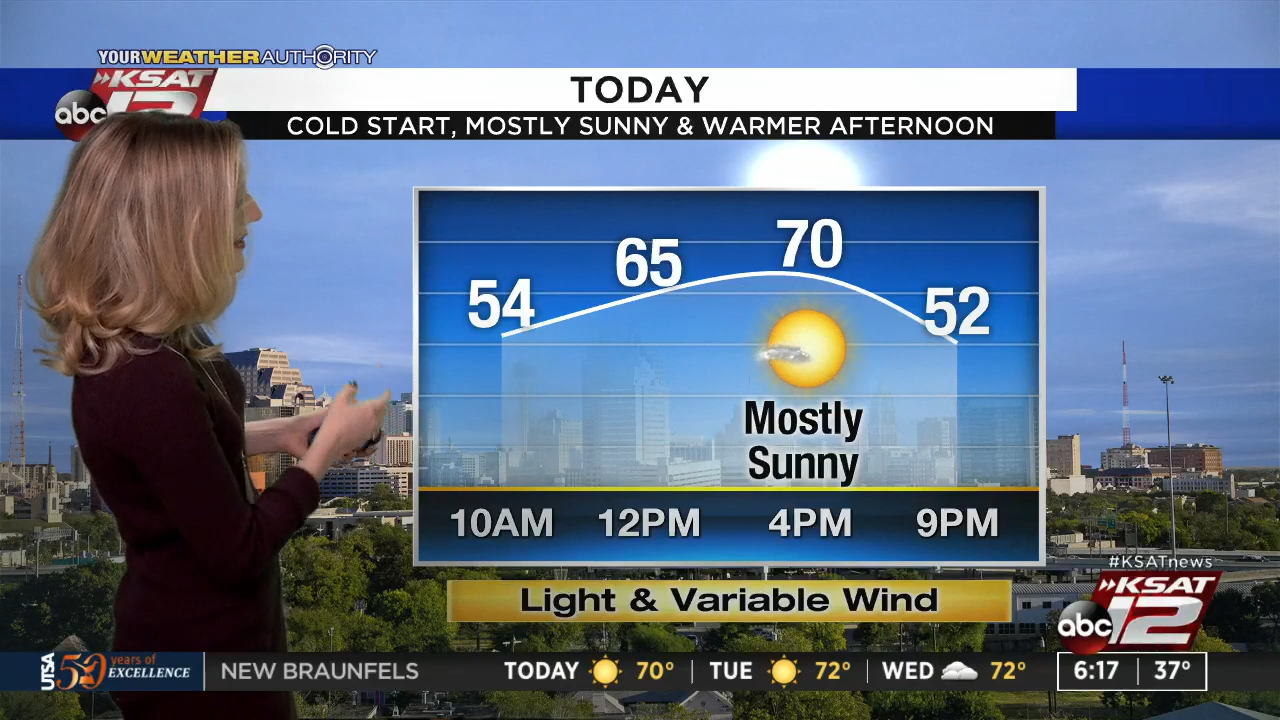 YOURWEATHERAUTHORITY
»KSAT
12
abc
TODAY
COLD START, MOSTLY SUNNY & WARMER AFTERNOON
54
65
70
52
Mostly
Sunny
10AM 12PM 4PM 9PM
Light & Variable Wind
#KSATnews
»KSAT
abc 12
UTSA 50 years of EXCELLENCE
NEW BRAUNFELS TODAY 70° TUE 72° WED 72° 6:17 37°